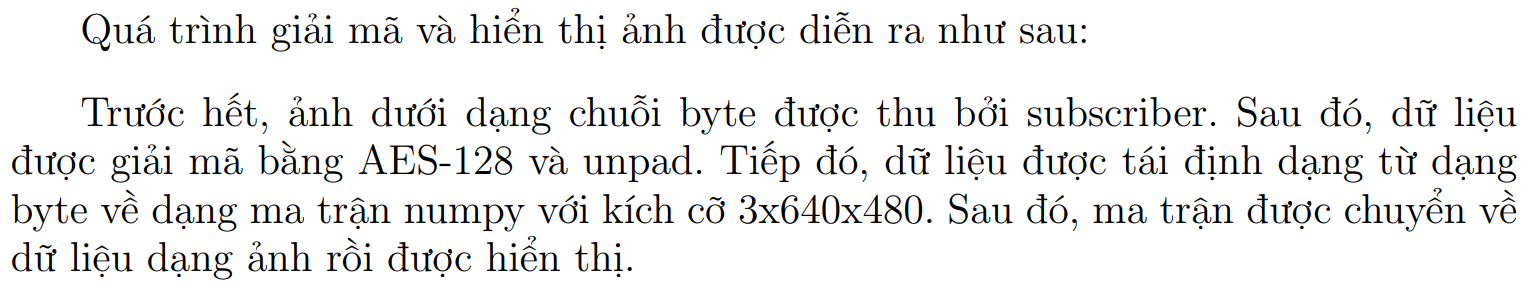 Quá trình giải mã và hiển thị ảnh được diễn ra như sau:
Trước hết, ảnh dưới dạng chuỗi byte được thu bởi subscriber. Sau đó, dữ liệu
được giải mã bằng AES-128 và unpad. Tiếp đó, dữ liệu được tái định dạng từ dạng
byte về dạng ma trận numpy với kích cỡ 3x640x480. Sau đó, ma trận được chuyển về
dữ liệu dạng ảnh rồi được hiển thị.